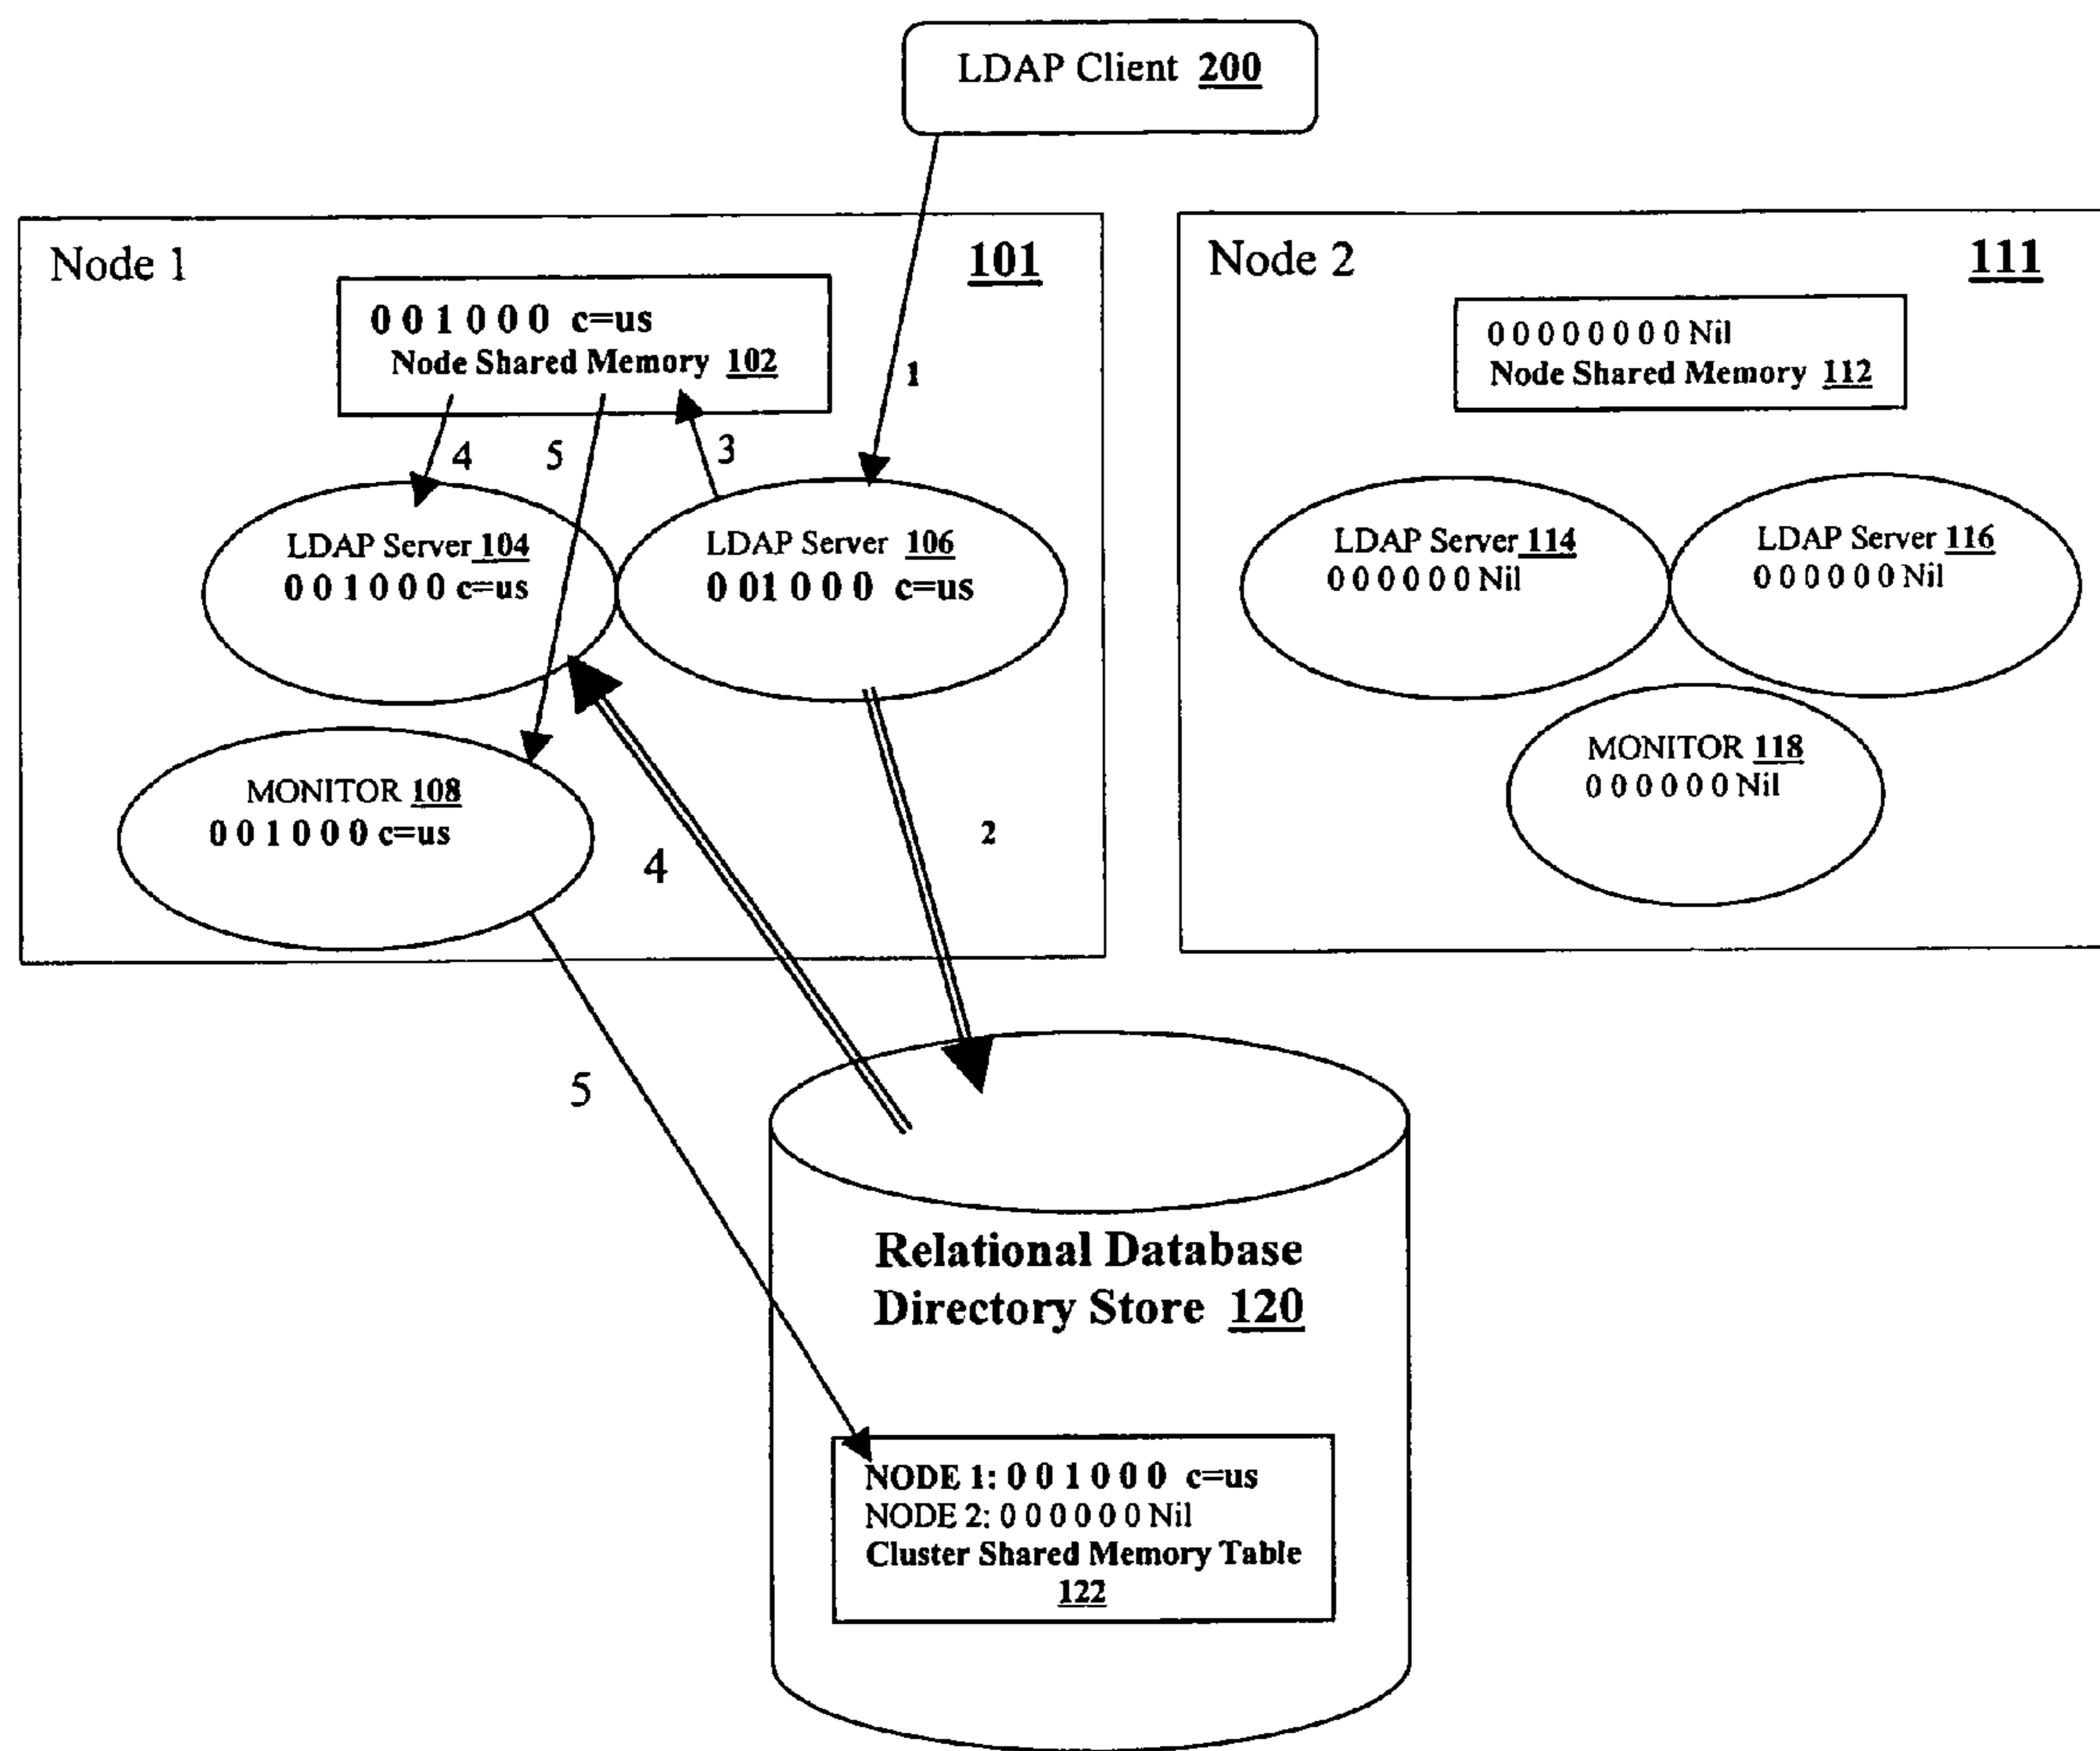 LDAP Client 200
Node 1
101
0 0 1 0 0 0 c=us
Node Shared Memory 102
1
4
5
3
LDAP Server 104
0 0 1 0 0 0 c=us
LDAP Server 106
0 01 0 0 0 c=us
MONITOR 108
0 0 1 0 0 0 c=us
4
2
5
Node 2
111
0 0 0 0 0 0 0 0 Nil
Node Shared Memory 112
LDAP Server 114
0 0 0 0 0 0 Nil
LDAP Server 116
0 0 0 0 0 0 Nil
MONITOR 118
0 0 0 0 0 0 Nil
Relational Database
Directory Store 120
NODE 1: 0 0 1 0 0 0 c=us
NODE 2: 0 0 0 0 0 0 Nil
Cluster Shared Memory Table
122